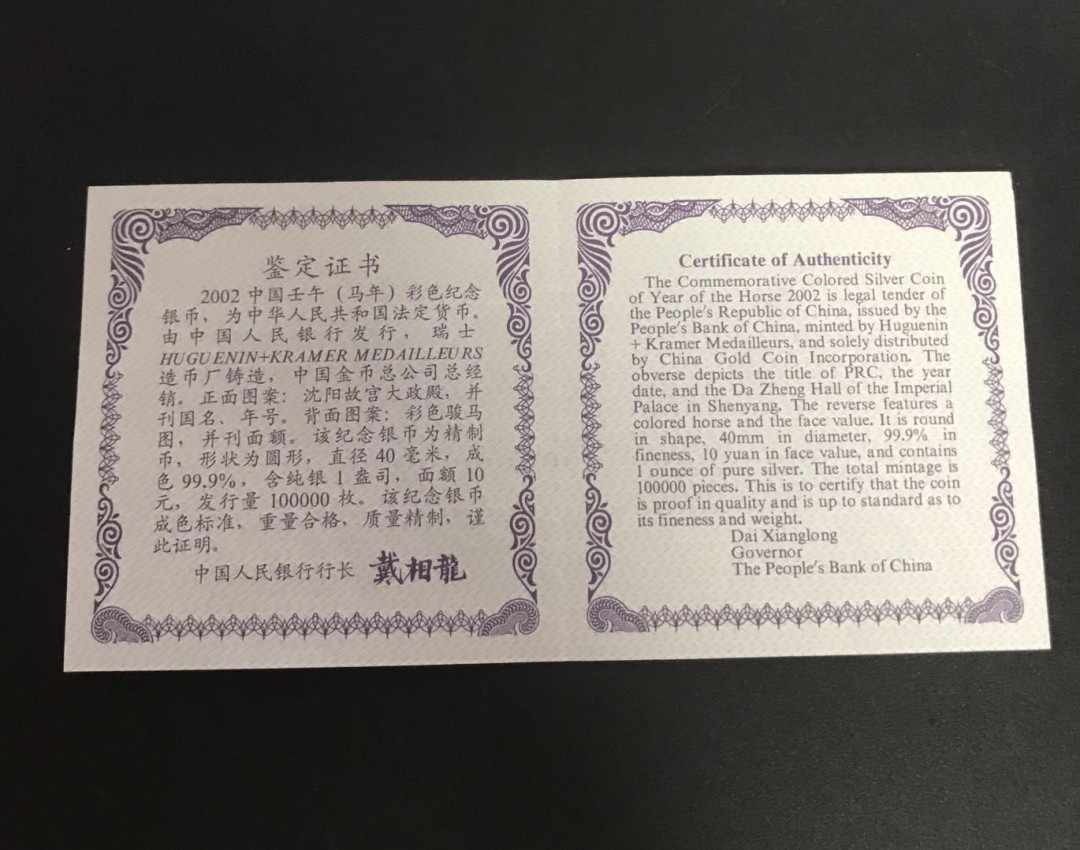 鉴定证书
2002 中国壬午（马年）彩色纪念
银币，为中华人民共和国法定货币。
由中国人民银行发行，瑞士
HUGUENIN+KRAMER MEDAILLEURS
造币厂铸造，中国金币总公司总经
销。正面图案：沈阳故宫大政殿，并
刊国名、年号。背面图案：彩色骏马
图，并刊面额。该纪念银币为精制
币，形状为圆形，直径 40 毫米，成
色 99.9%，含纯银 1 盎司，面额 10
元，发行量 100000 枚。该纪念银币
成色标准，重量合格，质量精制，谨
此证明。
中国人民银行行长 戴相龍
Certificate of Authenticity
The Commemorative Colored Silver Coin
of Year of the Horse 2002 is legal tender of
the People's Republic of China, issued by the
People's Bank of China, minted by Huguenin
+ Kramer Medailleurs, and solely distributed
by China Gold Coin Incorporation. The
obverse depicts the title of PRC, the year
date, and the Da Zheng Hall of the Imperial
Palace in Shenyang. The reverse features a
colored horse and the face value. It is round
in shape, 40mm in diameter, 99.9% in
fineness, 10 yuan in face value, and contains
1 ounce of pure silver. The total mintage is
100000 pieces. This is to certify that the coin
is proof in quality and is up to standard as to
its fineness and weight.
Dai Xianglong
Governor
The People's Bank of China